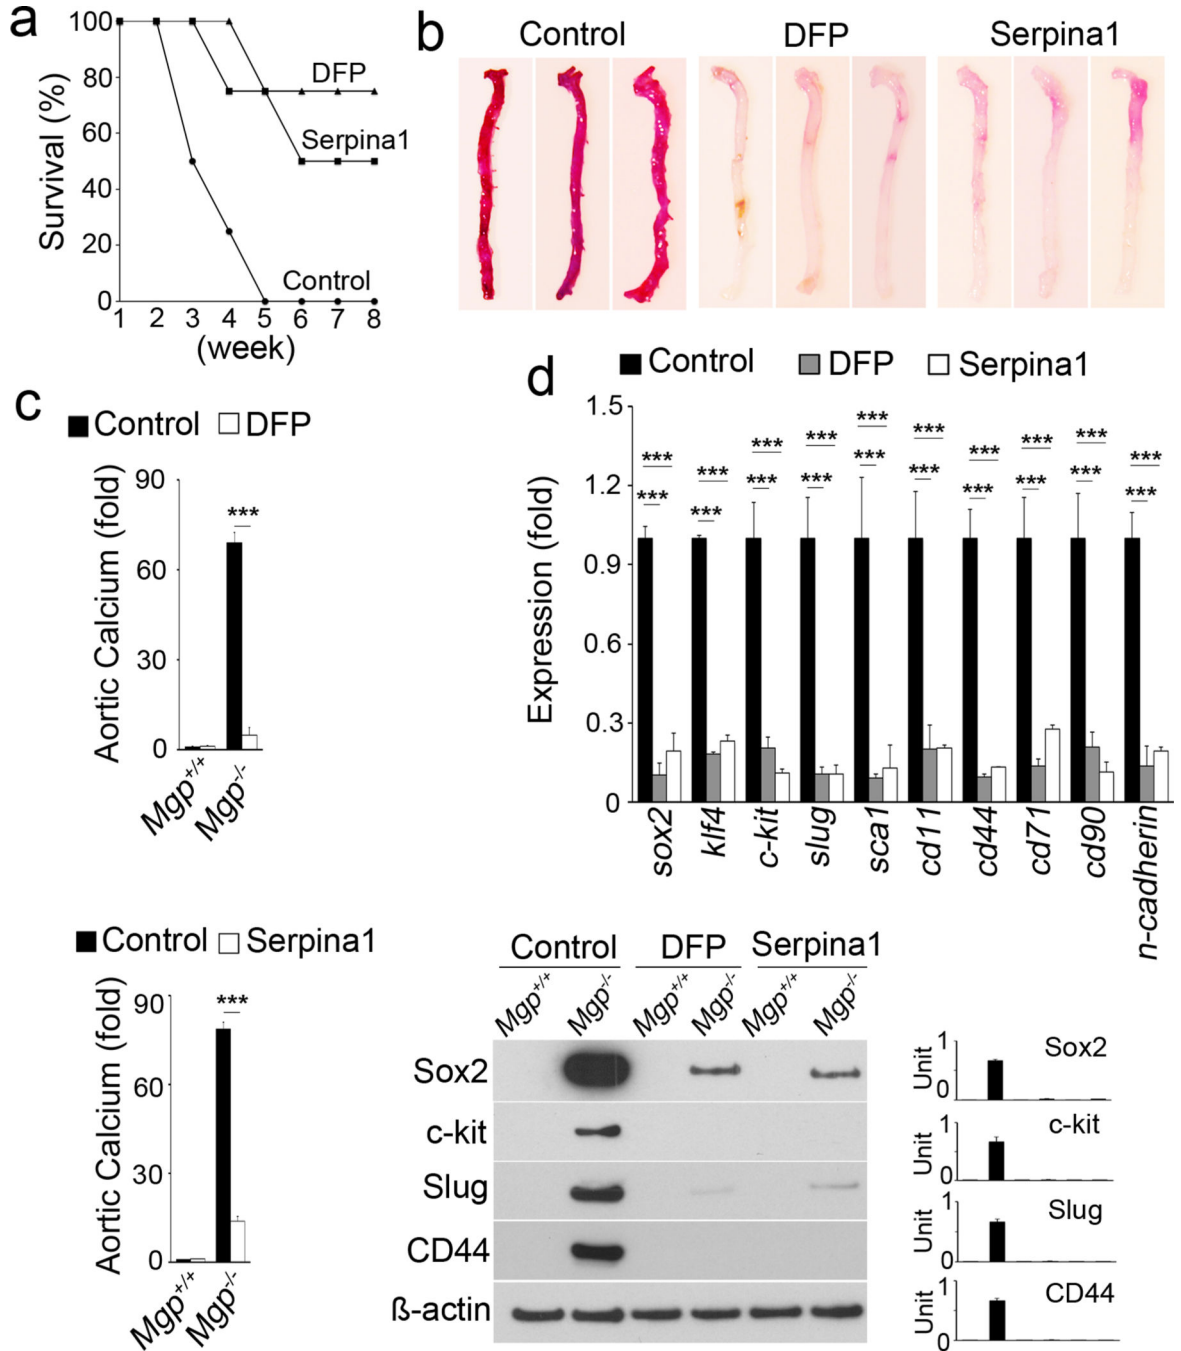 a
100
80
60
40
20
0
Survival (%)
DFP
Serpina1
Control
1 2 3 4 5 6 7 8
(week)
b
Control DFP Serpina1
c
Control DFP
Aortic Calcium (fold)
90
60
30
0
***
Mgp+/+
Mgp-/-
d
Control DFP Serpina1
Expression (fold)
1.5
1.2
0.9
0.6
0.3
0
*** *** *** *** *** *** *** *** *** ***
*** *** *** *** *** *** *** *** *** ***
sox2
klf4
c-kit
slug
sca1
cd11
cd44
cd71
cd90
n-cadherin
Control Serpina1
Aortic Calcium (fold)
90
60
30
0
***
Mgp+/+
Mgp-/-
Control DFP Serpina1
Mgp+/+ Mgp-/- Mgp+/+ Mgp-/- Mgp+/+ Mgp-/-
Sox2
c-kit
Slug
CD44
ß-actin
Unit
1
0
Sox2
Unit
1
0
c-kit
Unit
1
0
Slug
Unit
1
0
CD44